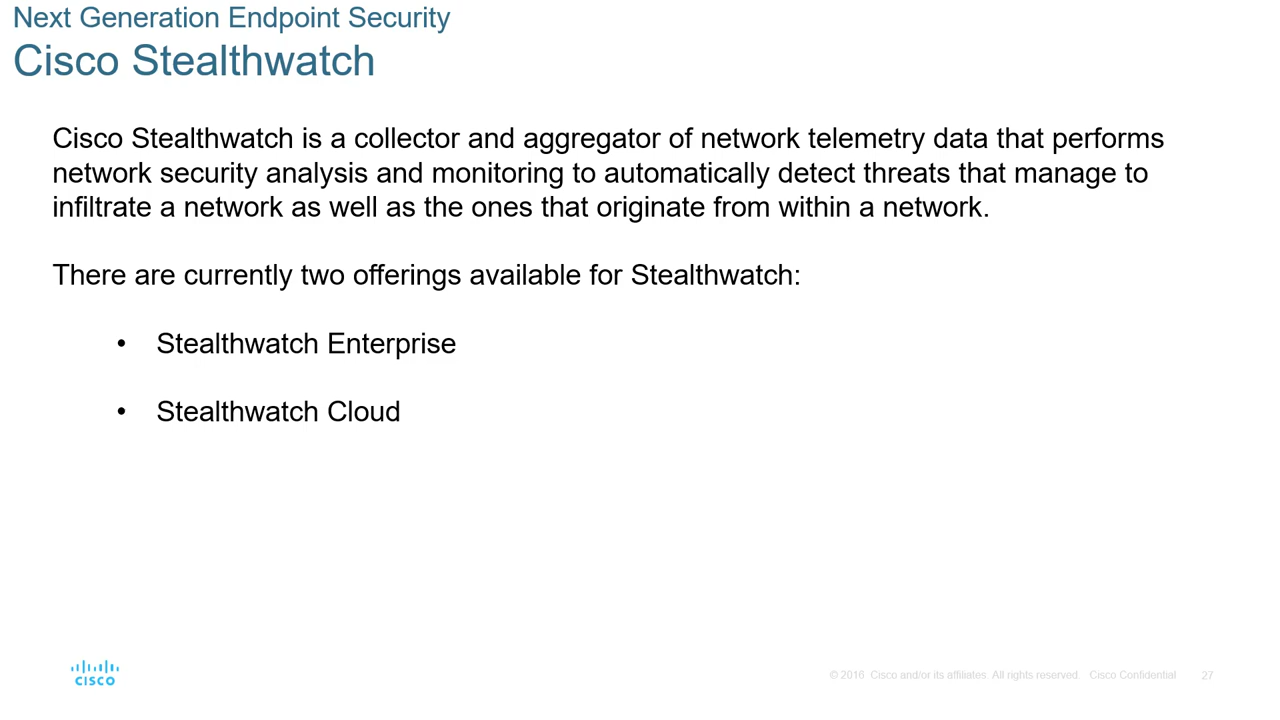 Next Generation Endpoint Security
Cisco Stealthwatch
Cisco Stealthwatch is a collector and aggregator of network telemetry data that performs
network security analysis and monitoring to automatically detect threats that manage to
infiltrate a network as well as the ones that originate from within a network.
There are currently two offerings available for Stealthwatch:
• Stealthwatch Enterprise
• Stealthwatch Cloud
CISCO
© 2016 Cisco and/or its affiliates. All rights reserved. Cisco Confidential 27